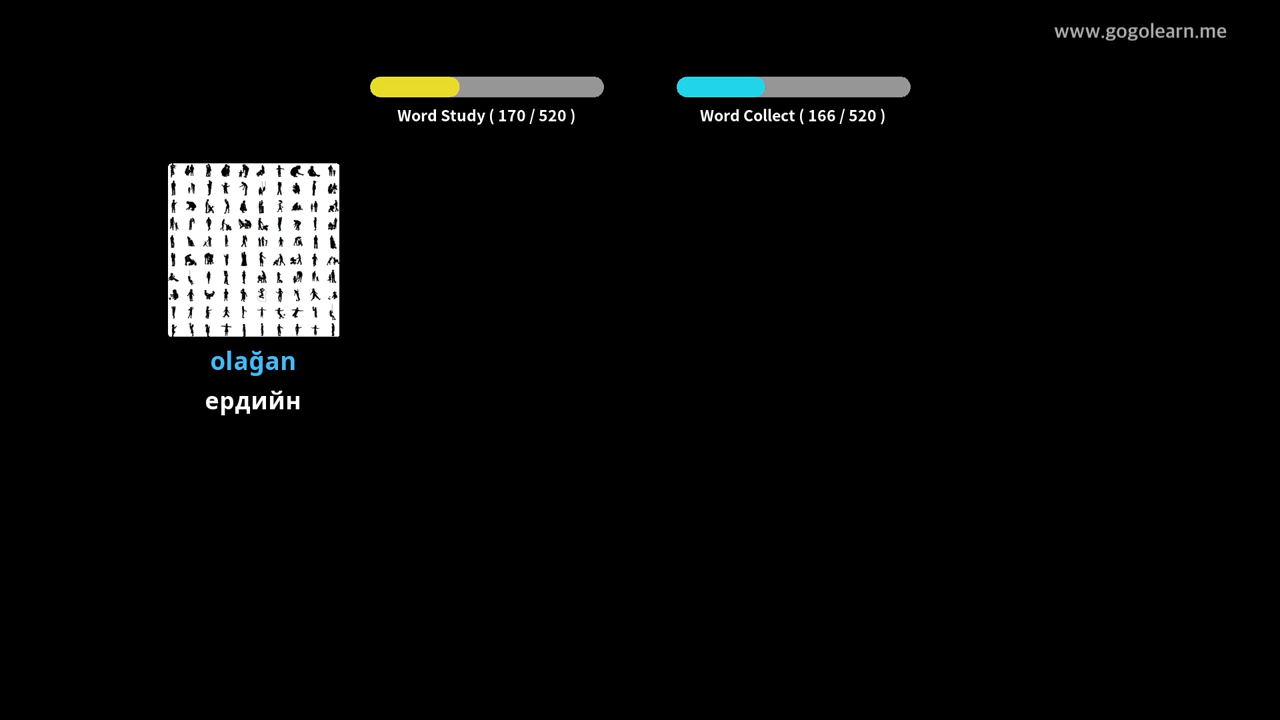 www.gogolearn.me
Word Study ( 170 / 520 )
Word Collect ( 166 / 520 )
olağan
ердийн